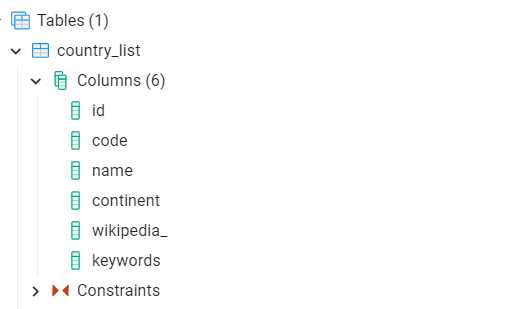 Tables (1)
country_list
Columns (6)
id
code
name
continent
wikipedia_
keywords
Constraints